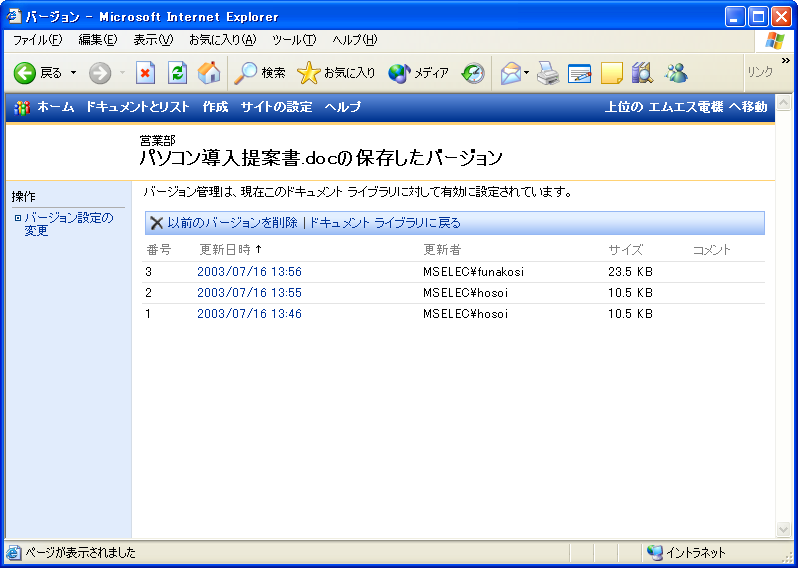 バージョン - Microsoft Internet Explorer
ファイル(F) 編集(E) 表示(V) お気に入り(A) ツール(T) ヘルプ(H)
戻る 検索 お気に入り メディア リンク »
ホーム ドキュメントとリスト 作成 サイトの設定 ヘルプ 上位の エムエス電機 へ移動
営業部
パソコン導入提案書.docの保存したバージョン
操作
バージョン設定の
変更
バージョン管理は、現在このドキュメント ライブラリに対して有効に設定されています。
以前のバージョンを削除 | ドキュメント ライブラリに戻る
番号 更新日時↑ 更新者 サイズ コメント
3 2003/07/16 13:56 MSELEC¥funakosi 23.5 KB
2 2003/07/16 13:55 MSELEC¥hosoi 10.5 KB
1 2003/07/16 13:46 MSELEC¥hosoi 10.5 KB
ページが表示されました イントラネット